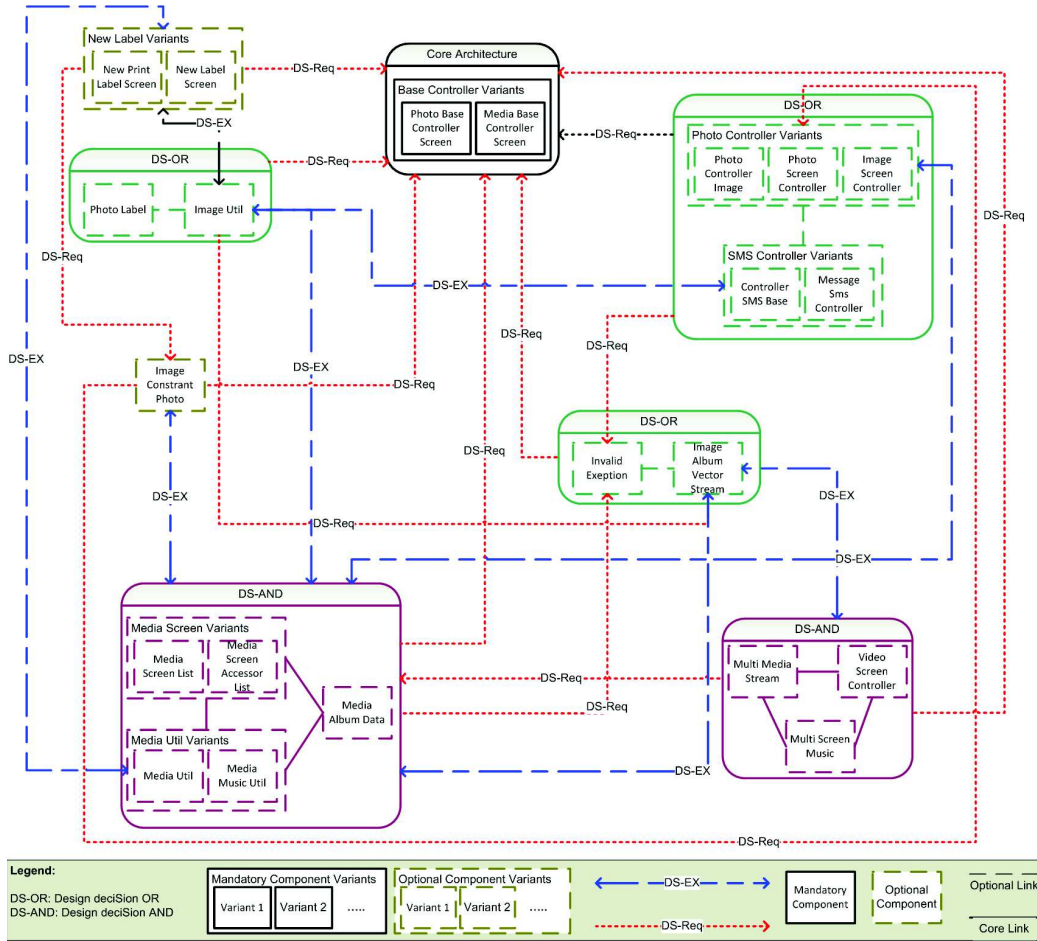 New Label Variants
New Print
Label Screen
New Label
Screen
DS-Req
Core Architecture
Base Controller Variants
Photo Base
Controller
Screen
Media Base
Controller
Screen
DS-OR
DS-Req
Photo Controller Variants
Photo
Controller
Image
Photo
Screen
Controller
Image
Screen
Controller
DS-EX
DS-OR
DS-Req
Photo Label
Image Util
DS-Req
DS-Req
SMS Controller Variants
Controller
SMS Base
Message
Sms
Controller
DS-EX
DS-Req
DS-Req
DS-EX
DS-EX
Image
Constrant
Photo
DS-Req
DS-OR
Invalid
Exeption
Image
Album
Vector
Stream
DS-Req
DS-EX
DS-EX
DS-Req
DS-EX
DS-AND
Media Screen Variants
Media
Screen List
Media
Screen
Accessor
List
Media
Album Data
Media Util Variants
Media Util
Media
Music Util
DS-Req
DS-Req
DS-EX
DS-AND
Multi Media
Stream
Video
Screen
Controller
Multi Screen
Music
DS-Req
Legend:
DS-OR: Design deciSion OR
DS-AND: Design deciSion AND
Mandatory Component Variants
Variant 1
Variant 2
.....
Optional Component Variants
Variant 1
Variant 2
.....
DS-EX
DS-Req
Mandatory
Component
Optional
Component
Optional Link
Core Link